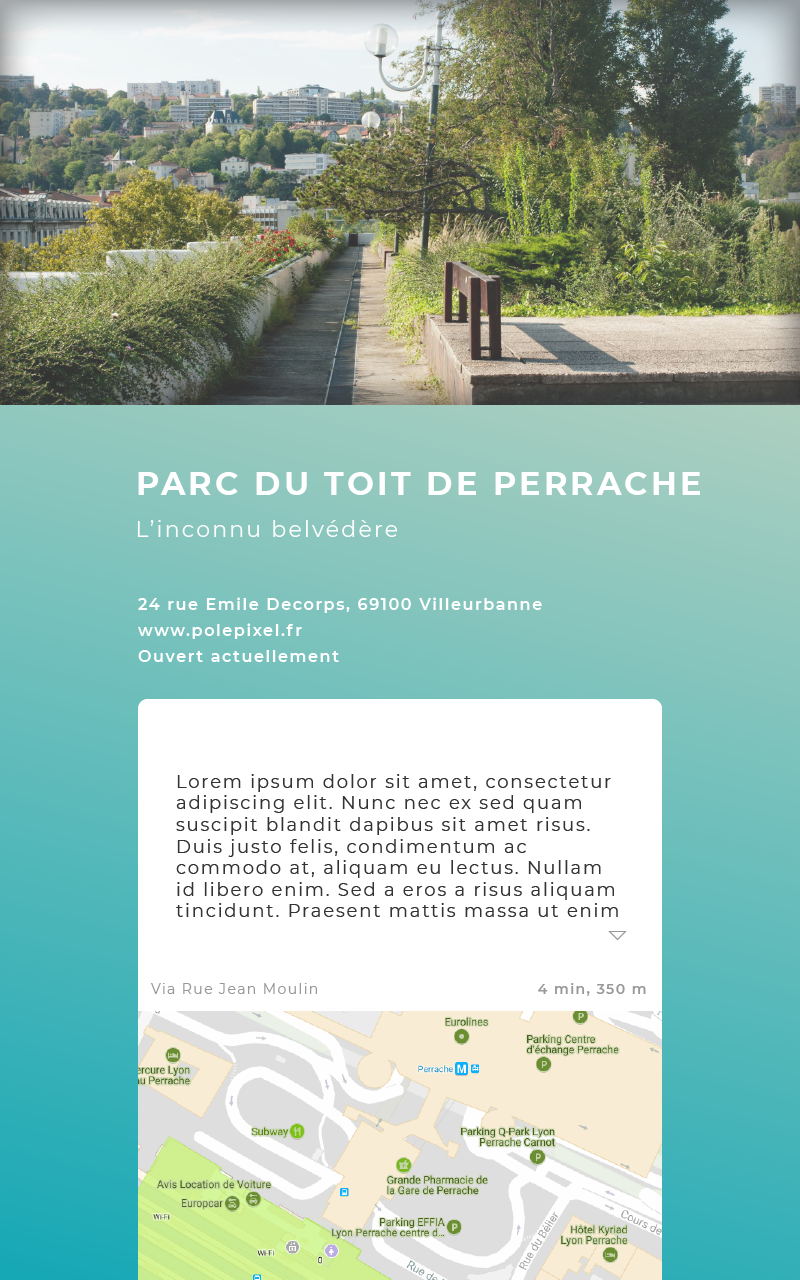 PARC DU TOIT DE PERRACHE
L'inconnu belvédère
24 rue Emile Decorps, 69100 Villeurbanne
www.polepixel.fr
Ouvert actuellement
Lorem ipsum dolor sit amet, consectetur
adipiscing elit. Nunc nec ex sed quam
suscipit blandit dapibus sit amet risus.
Duis justo felis, condimentum ac
commodo at, aliquam eu lectus. Nullam
id libero enim. Sed a eros a risus aliquam
tincidunt. Praesent mattis massa ut enim
Via Rue Jean Moulin 4 min, 350 m
Eurolines
P
Parking Centre
d'échange Perrache
P
ercure Lyon
au Perrache
Perrache M
Subway
Parking Q-Park Lyon
Perrache Carnot
P
Grande Pharmacie de
la Gare de Perrache
Avis Location de Voiture
Europcar
Wi-Fi
Parking EFFIA
Lyon Perrache centre d...
P
Cours de
Rue du Bélier
Hôtel Kyriad
Lyon Perrache
Wi-Fi
Rue de